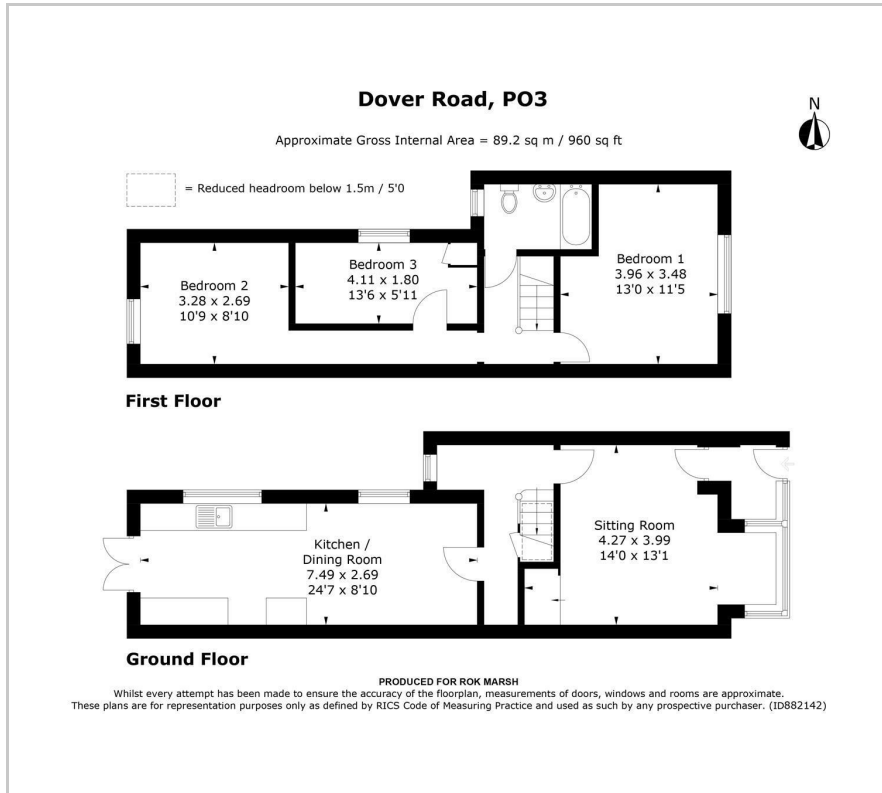 Dover Road, PO3
N
Approximate Gross Internal Area = 89.2 sq m / 960 sq ft
= Reduced headroom below 1.5m / 5'0
Bedroom 1
3.96 x 3.48
13'0 x 11'5
Bedroom 2
3.28 x 2.69
10'9 x 8'10
Bedroom 3
4.11 x 1.80
13'6 x 5'11
First Floor
Sitting Room
4.27 x 3.99
14'0 x 13'1
Kitchen /
Dining Room
7.49 x 2.69
24'7 x 8'10
Ground Floor
PRODUCED FOR ROK MARSH
Whilst every attempt has been made to ensure the accuracy of the floorplan, measurements of doors, windows and rooms are approximate.
These plans are for representation purposes only as defined by RICS Code of Measuring Practice and used as such by any prospective purchaser. (ID882142)